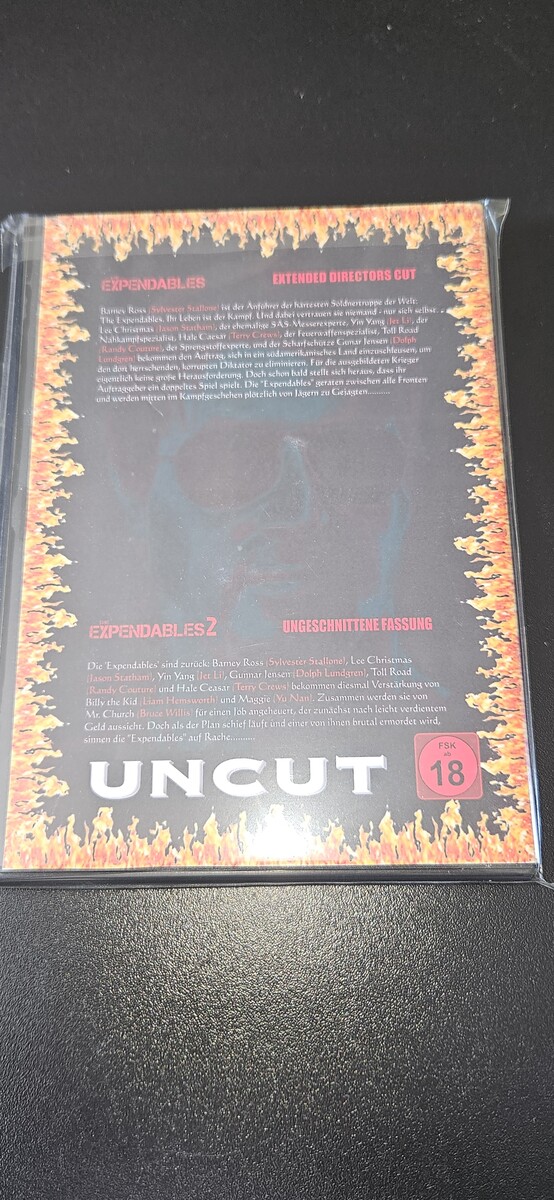 EXPENDABLES
EXTENDED DIRECTORS CUT
Barney Ross (Sylvester Stallone) ist der Anführer der härtesten Söldnertruppe der Welt:
The Expendables. Ihr Leben ist der Kampf. Und dabei vertrauen sie niemand - nur sich selbst.
Lee Christmas (Jason Statham), der ehemalige SAS-Messerexperte, Yin Yang (Jet Li), der
Nahkampfspezialist, Hale Caesar (Terry Crews), der Feuerwaffenspezialist, Toll Road
(Randy Couture), der Sprengstoffexperte, und der Scharfschütze Gunar Jensen (Dolph
Lundgren) bekommen den Auftrag, sich in ein südamerikanisches Land einzuschleusen, um
den dort herrschenden, korrupten Diktator zu eliminieren. Für die ausgebildeten Krieger
eigentlich keine große Herausforderung. Doch schon bald stellt sich heraus, dass ihr
Auftraggeber ein doppeltes Spiel spielt. Die "Expendables" geraten zwischen alle Fronten
und werden mitten im Kampfgeschehen plötzlich von Jägern zu Gejagten..........
EXPENDABLES 2
UNGESCHNITTENE FASSUNG
Die 'Expendables' sind zurück: Barney Ross (Sylvester Stallone), Lee Christmas
(Jason Statham), Yin Yang (Jet Li), Gunnar Jensen (Dolph Lundgren), Toll Road
(Randy Couture) und Hale Ceasar (Terry Crews) bekommen diesmal Verstärkung von
Billy the Kid (Liam Hemsworth) und Maggie (Yu Nan). Zusammen werden sie von
Mr. Church (Bruce Willis) für einen Job angeheuert, der zunächst nach leicht verdientem
Geld aussieht. Doch als der Plan schief läuft und einer von ihnen brutal ermordet wird,
sinnen die "Expendables" auf Rache..........
UNCUT
FSK
ab
18